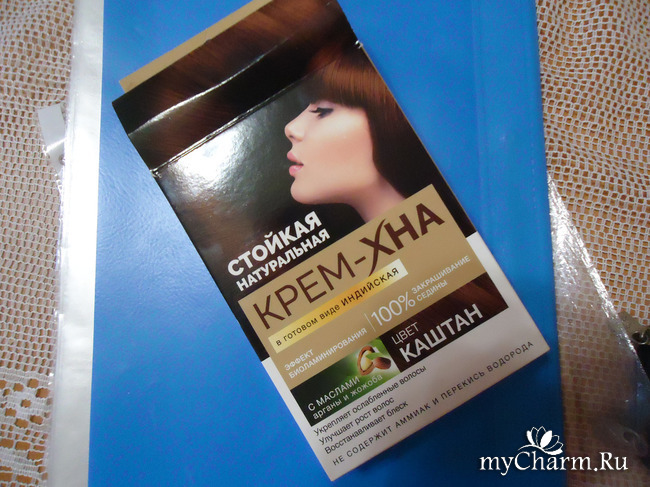 СТОЙКАЯ
НАТУРАЛЬНАЯ
КРЕМ-ХНА
в готовом виде ИНДИЙСКАЯ
ЭФФЕКТ
БИОЛАМИНИРОВАНИЯ
100% ЗАКРАШИВАНИЕ
СЕДИНЫ
С МАСЛАМИ
арганы и жожоба
ЦВЕТ
КАШТАН
Укрепляет ослабленные волосы
Улучшает рост волос
Восстанавливает блеск
НЕ СОДЕРЖИТ АММИАК И ПЕРЕКИСЬ ВОДОРОДА
myCharm.Ru